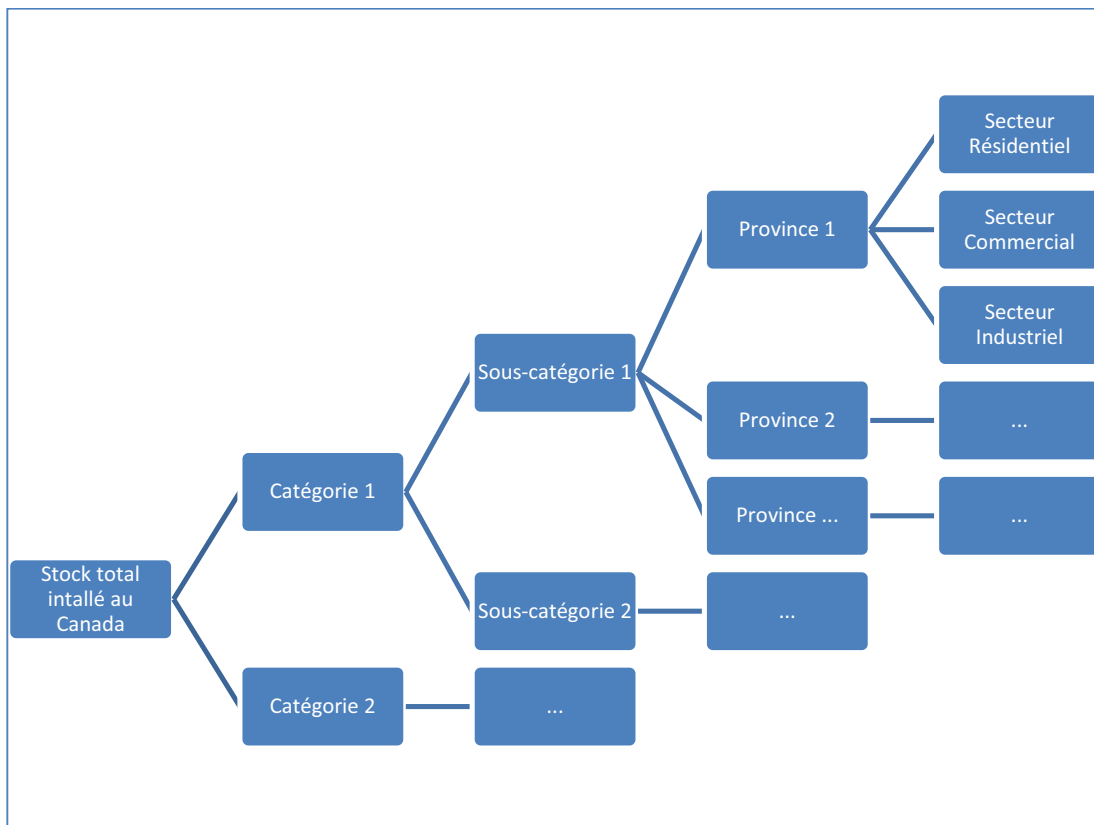 Stock total
intallé au
Canada
Catégorie 1
Sous-catégorie 1
Province 1
Secteur
Résidentiel
Secteur
Commercial
Secteur
Industriel
Province 2
...
Province ...
...
Sous-catégorie 2
...
Catégorie 2
...